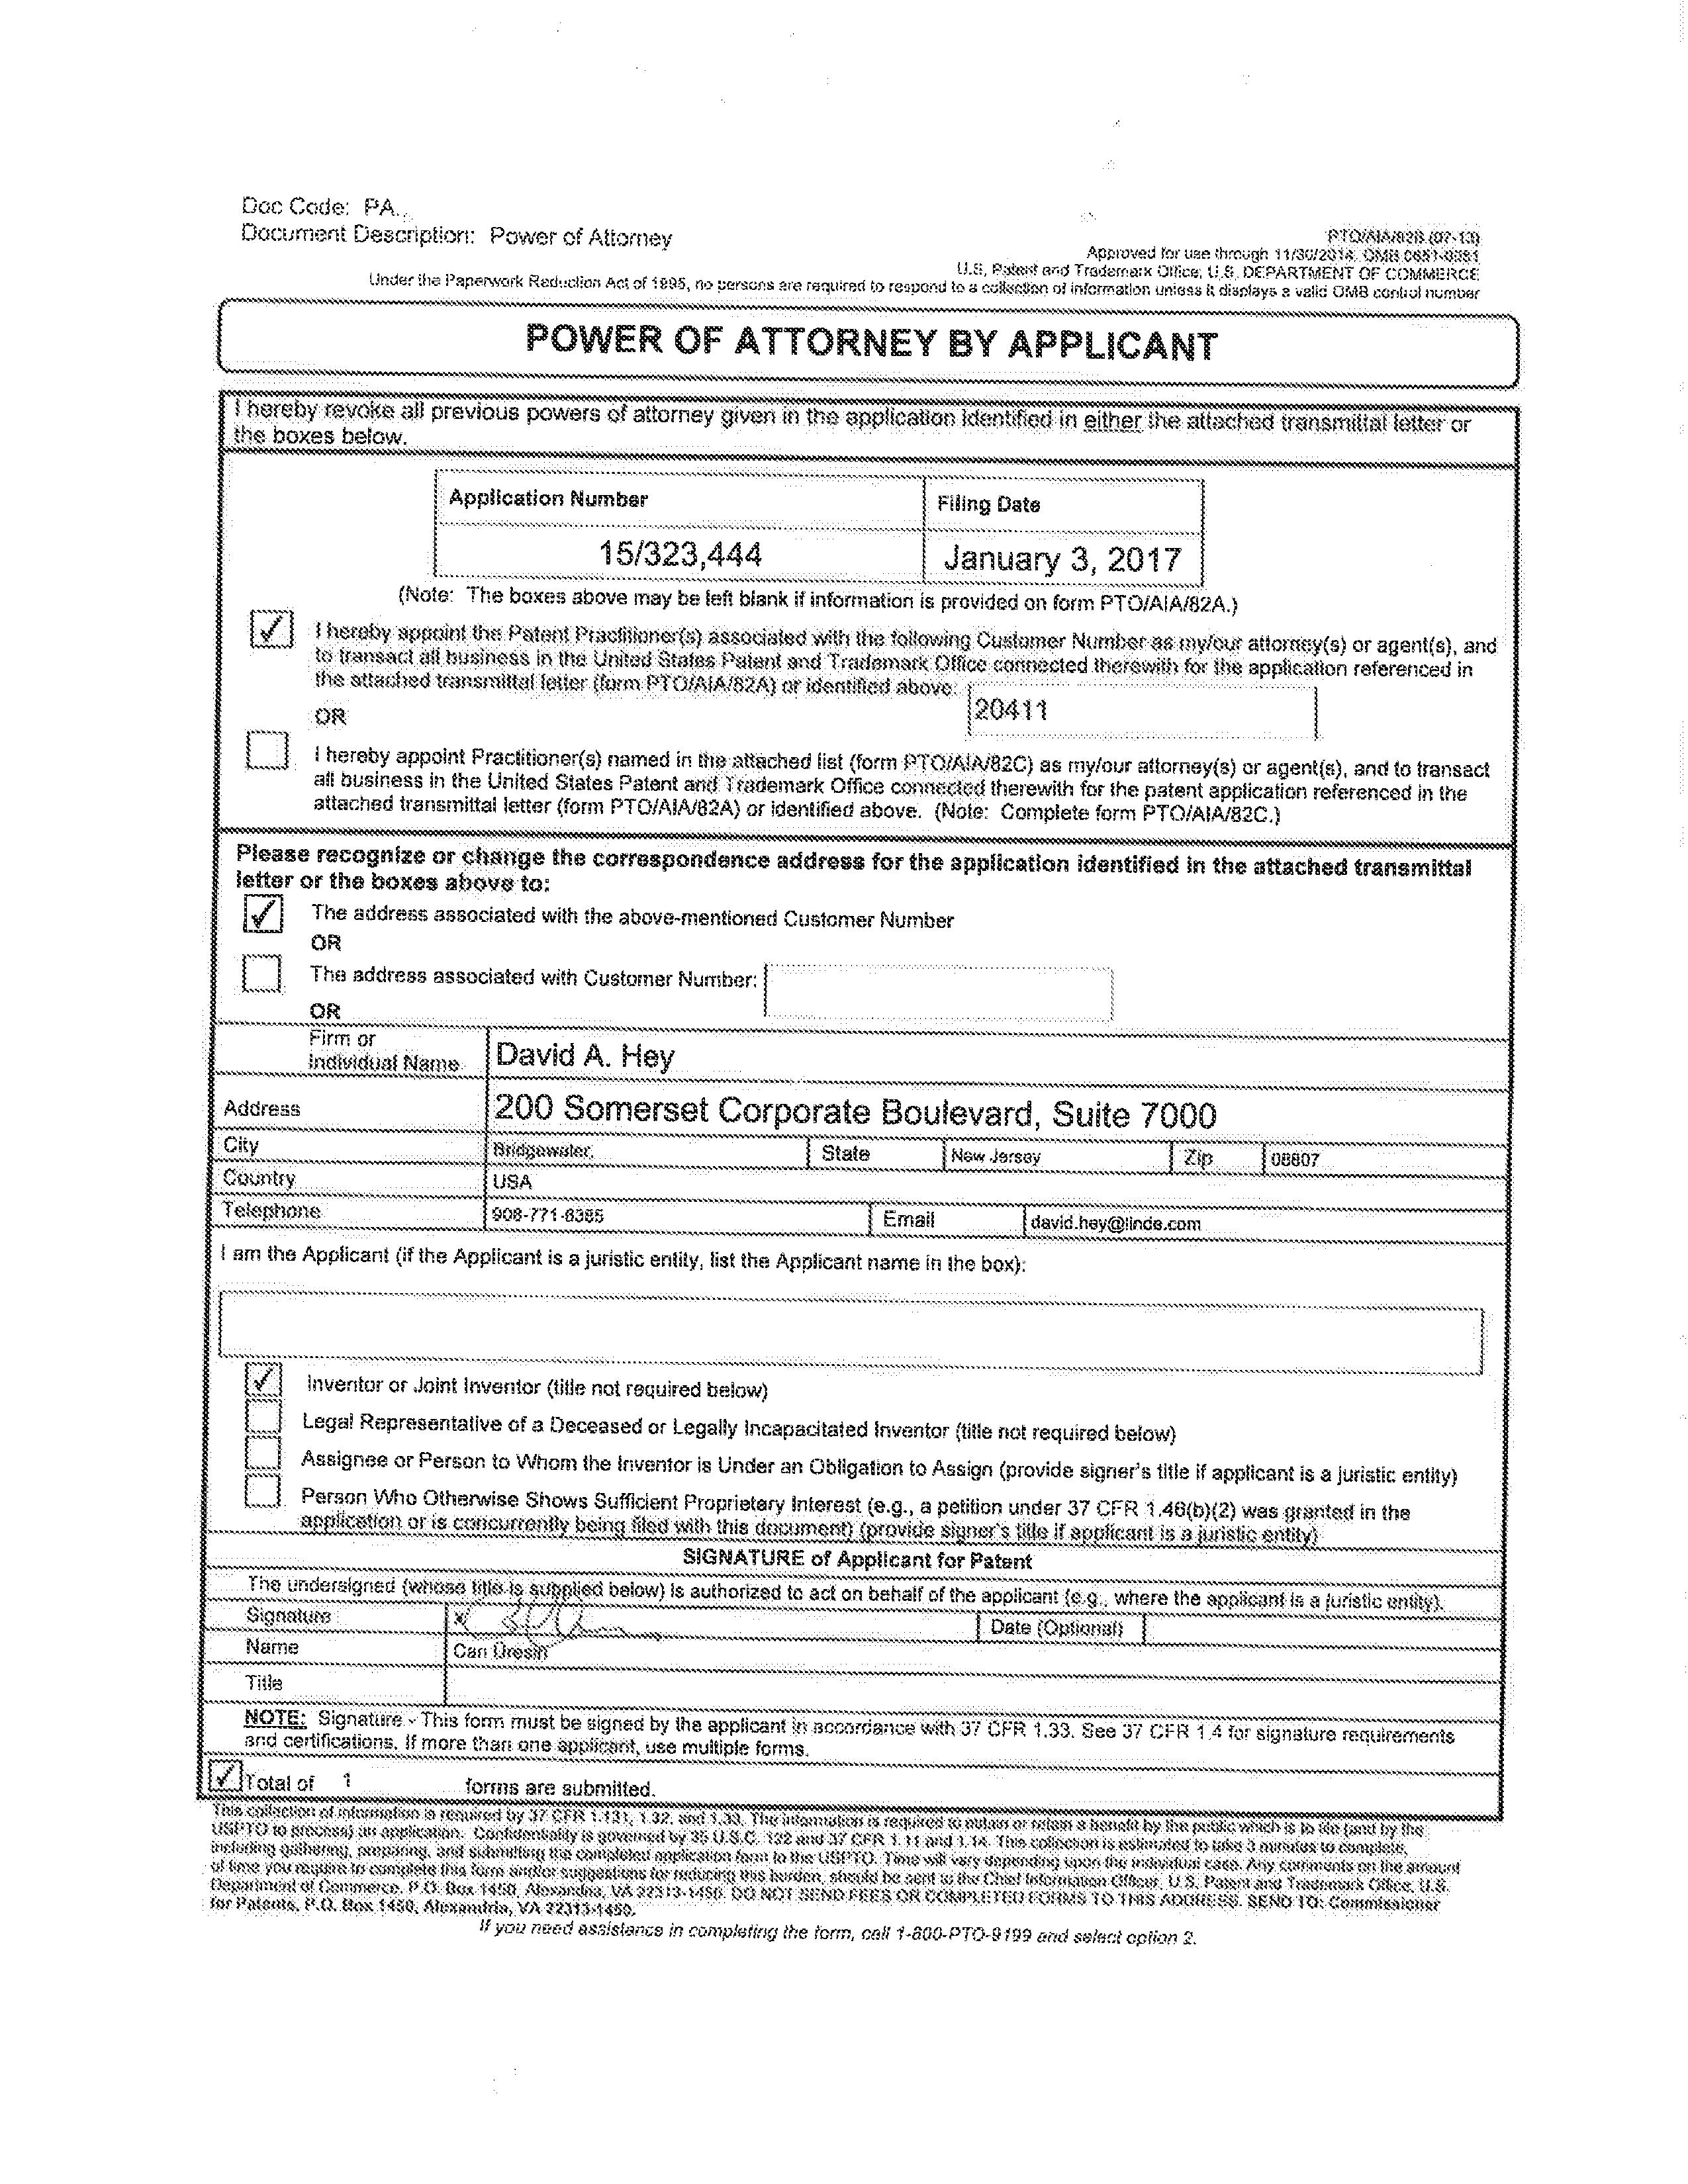 Doc Code: PA..
Document Description: Power of Attorney
PTO/AIA/82B (07-13)
Approved for use through 11/30/2014. OMB 0651-0051
U.S. Patent and Trademark Office; U.S. DEPARTMENT OF COMMERCE
Under the Paperwork Reduction Act of 1995, no persons are required to respond to a collection of information unless it displays a valid OMB control number
POWER OF ATTORNEY BY APPLICANT
I hereby revoke all previous powers of attorney given in the application identified in either the attached transmittal letter or
the boxes below.
Application Number Filing Date
15/323,444 January 3, 2017
(Note: The boxes above may be left blank if information is provided on form PTO/AIA/82A.)
I hereby appoint the Patent Practitioner(s) associated with the following Customer Number as my/our attorney(s) or agent(s), and
to transact all business in the United States Patent and Trademark Office connected therewith for the application referenced in
the attached transmittal letter (form PTO/AIA/82A) or identified above:
20411
OR
I hereby appoint Practitioner(s) named in the attached list (form PTO/AIA/82C) as my/our attorney(s) or agent(s), and to transact
all business in the United States Patent and Trademark Office connected therewith for the patent application referenced in the
attached transmittal letter (form PTO/AIA/82A) or identified above. (Note: Complete form PTO/AIA/82C.)
Please recognize or change the correspondence address for the application identified in the attached transmittal
letter or the boxes above to:
The address associated with the above-mentioned Customer Number
OR
The address associated with Customer Number:
OR
Firm or
Individual Name David A. Hey
Address 200 Somerset Corporate Boulevard, Suite 7000
City Bridgewater, State New Jersey Zip 08807
Country USA
Telephone 908-771-6385 Email david.hey@linde.com
I am the Applicant (if the Applicant is a juristic entity, list the Applicant name in the box):
Inventor or Joint Inventor (title not required below)
Legal Representative of a Deceased or Legally Incapacitated Inventor (title not required below)
Assignee or Person to Whom the Inventor is Under an Obligation to Assign (provide signer's title if applicant is a juristic entity)
Person Who Otherwise Shows Sufficient Proprietary Interest (e.g., a petition under 37 CFR 1.46(b)(2) was granted in the
application or is concurrently being filed with this document) (provide signer's title if applicant is a juristic entity)
SIGNATURE of Applicant for Patent
The undersigned (whose title is supplied below) is authorized to act on behalf of the applicant (e.g., where the applicant is a juristic entity).
Signature x Date (Optional)
Name Can Uresin
Title
NOTE: Signature - This form must be signed by the applicant in accordance with 37 CFR 1.33. See 37 CFR 1.4 for signature requirements
and certifications. If more than one applicant, use multiple forms.
Total of 1 forms are submitted.
This collection of information is required by 37 CFR 1.131, 1.32, and 1.33. The information is required to obtain or retain a benefit by the public which is to file (and by the
USPTO to process) an application. Confidentiality is governed by 35 U.S.C. 122 and 37 CFR 1.11 and 1.14. This collection is estimated to take 3 minutes to complete,
including gathering, preparing, and submitting the completed application form to the USPTO. Time will vary depending upon the individual case. Any comments on the amount
of time you require to complete this form and/or suggestions for reducing this burden, should be sent to the Chief Information Officer, U.S. Patent and Trademark Office, U.S.
Department of Commerce, P.O. Box 1450, Alexandria, VA 22313-1450. DO NOT SEND FEES OR COMPLETED FORMS TO THIS ADDRESS. SEND TO: Commissioner
for Patents, P.O. Box 1450, Alexandria, VA 22313-1450.
If you need assistance in completing the form, call 1-800-PTO-9199 and select option 2.